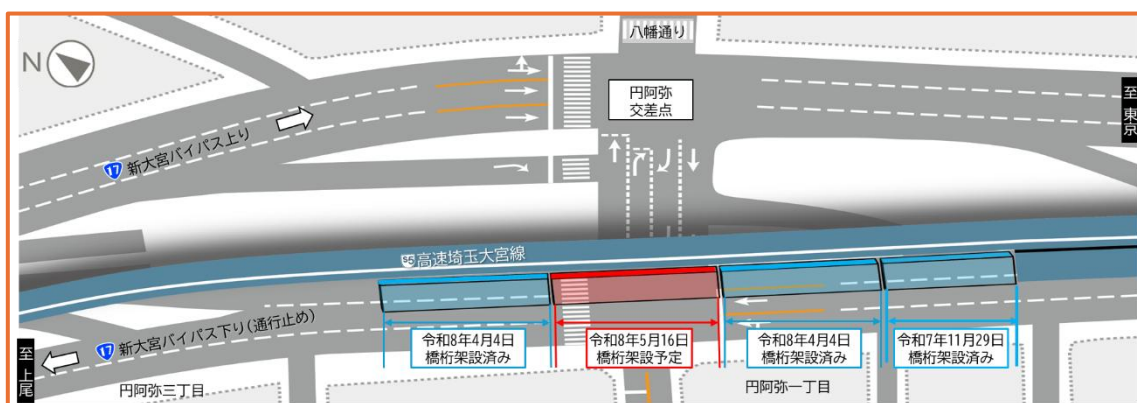 八幡通り
N
円阿弥
交差点
至 東京
17 新大宮バイパス上り
S5 高速埼玉大宮線
令和8年4月4日
橋桁架設済み
令和8年5月16日
橋桁架設予定
令和8年4月4日
橋桁架設済み
令和7年11月29日
橋桁架設済み
17 新大宮バイパス下り(通行止め)
至 上尾
円阿弥三丁目
円阿弥一丁目